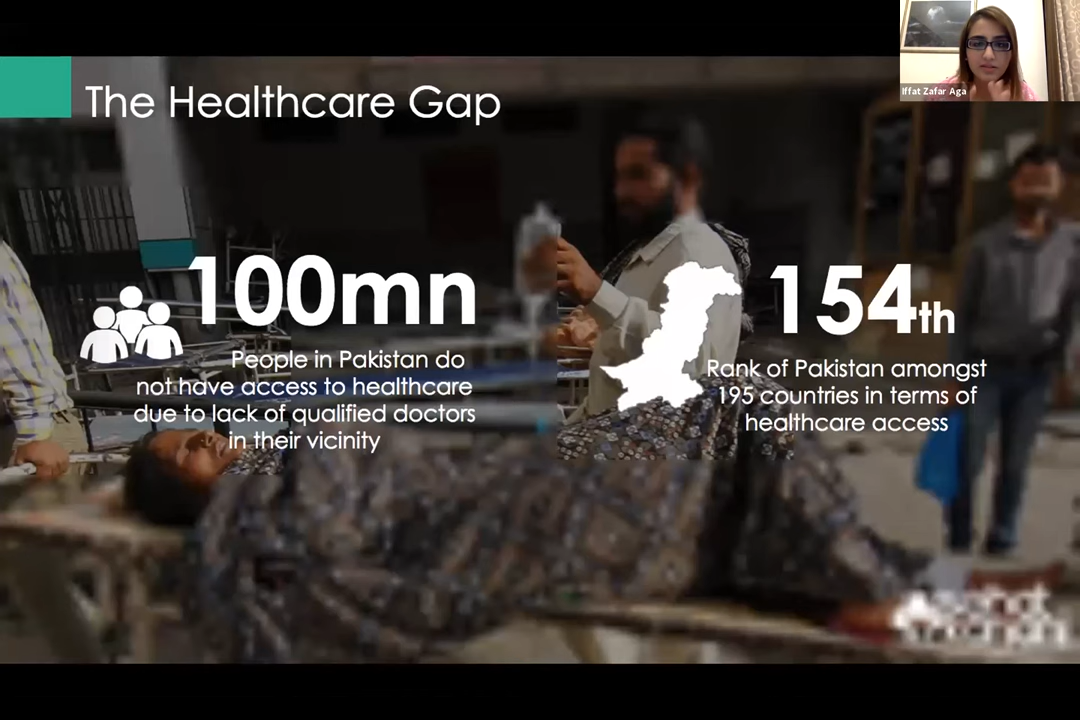 Iffat Zafar Aga
The Healthcare Gap
100mn
People in Pakistan do
not have access to healthcare
due to lack of qualified doctors
in their vicinity
154th
Rank of Pakistan amongst
195 countries in terms of
healthcare access